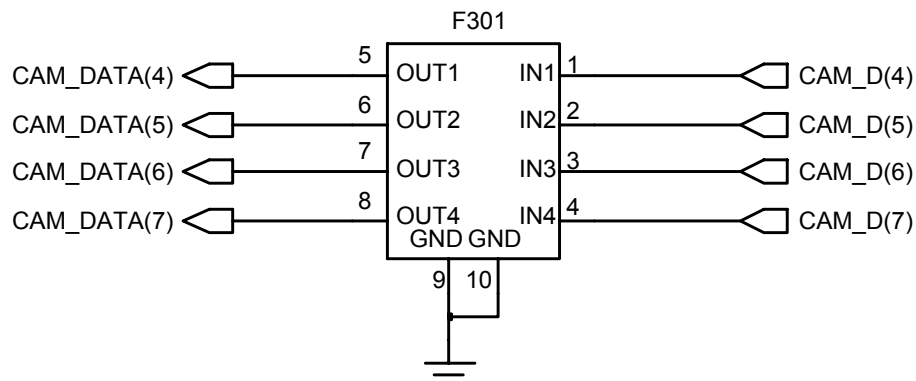 F301
CAM_DATA(4) 5 OUT1 IN1 1 CAM_D(4)
CAM_DATA(5) 6 OUT2 IN2 2 CAM_D(5)
CAM_DATA(6) 7 OUT3 IN3 3 CAM_D(6)
CAM_DATA(7) 8 OUT4 IN4 4 CAM_D(7)
GND GND
9 10